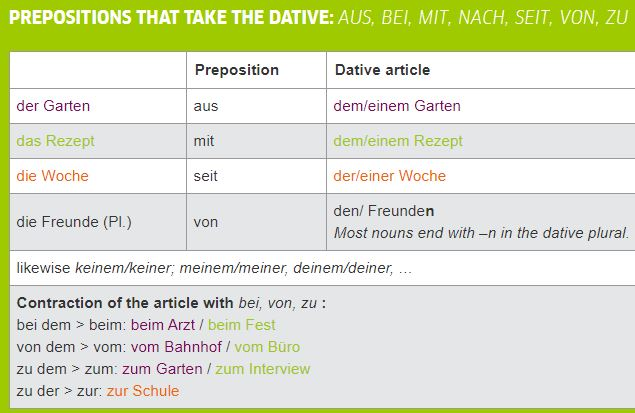 PREPOSITIONS THAT TAKE THE DATIVE: AUS, BEI, MIT, NACH, SEIT, VON, ZU
Preposition Dative article
der Garten aus dem/einem Garten
das Rezept mit dem/einem Rezept
die Woche seit der/einer Woche
die Freunde (Pl.) von den/ Freunden
Most nouns end with –n in the dative plural.
likewise keinem/keiner; meinem/meiner, deinem/deiner, ...
Contraction of the article with bei, von, zu :
bei dem > beim: beim Arzt / beim Fest
von dem > vom: vom Bahnhof / vom Büro
zu dem > zum: zum Garten / zum Interview
zu der > zur: zur Schule